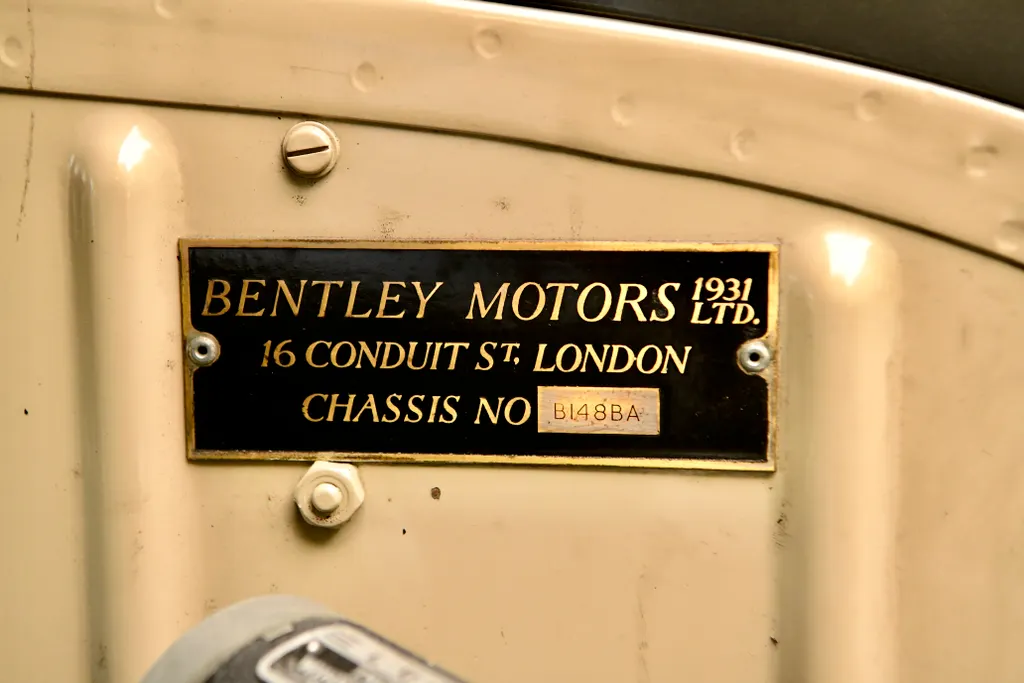 BENTLEY MOTORS 1931 LTD.
16 CONDUIT ST, LONDON
CHASSIS NO B148BA